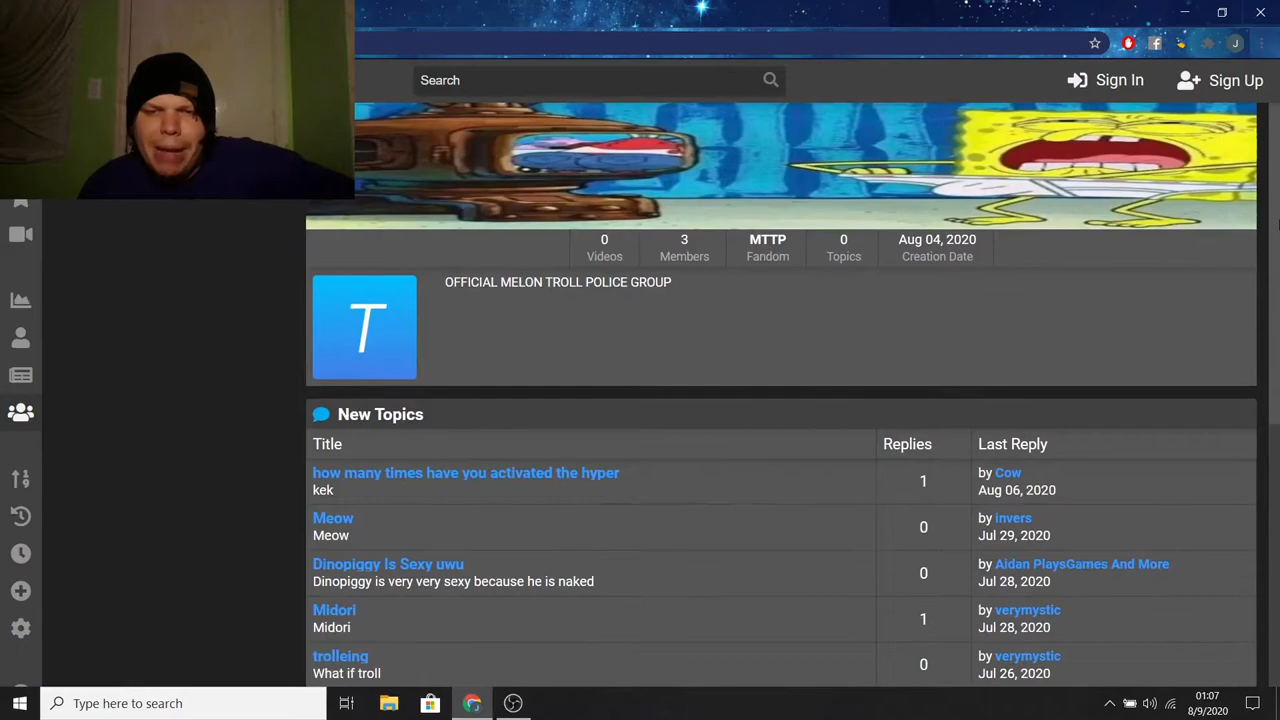 Search
Sign In
Sign Up
0
Videos
3
Members
MTTP
Fandom
0
Topics
Aug 04, 2020
Creation Date
T
OFFICIAL MELON TROLL POLICE GROUP
New Topics
Title
Replies
Last Reply
how many times have you activated the hyper
kek
1
by Cow
Aug 06, 2020
Meow
Meow
0
by invers
Jul 29, 2020
Dinopiggy Is Sexy uwu
Dinopiggy is very very sexy because he is naked
0
by Aidan PlaysGames And More
Jul 28, 2020
Midori
Midori
1
by verymystic
Jul 28, 2020
trolleing
What if troll
0
by verymystic
Jul 26, 2020
Type here to search
01:07
8/9/2020
J